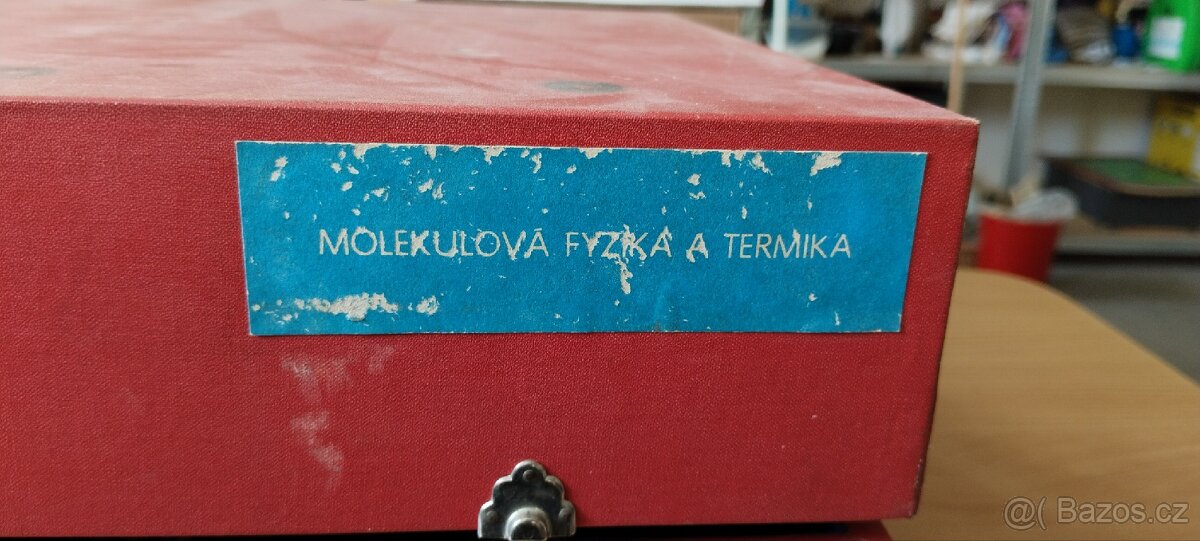 MOLEKULOVÁ FYZIKA A TERMIKA
@( Bazos.cz